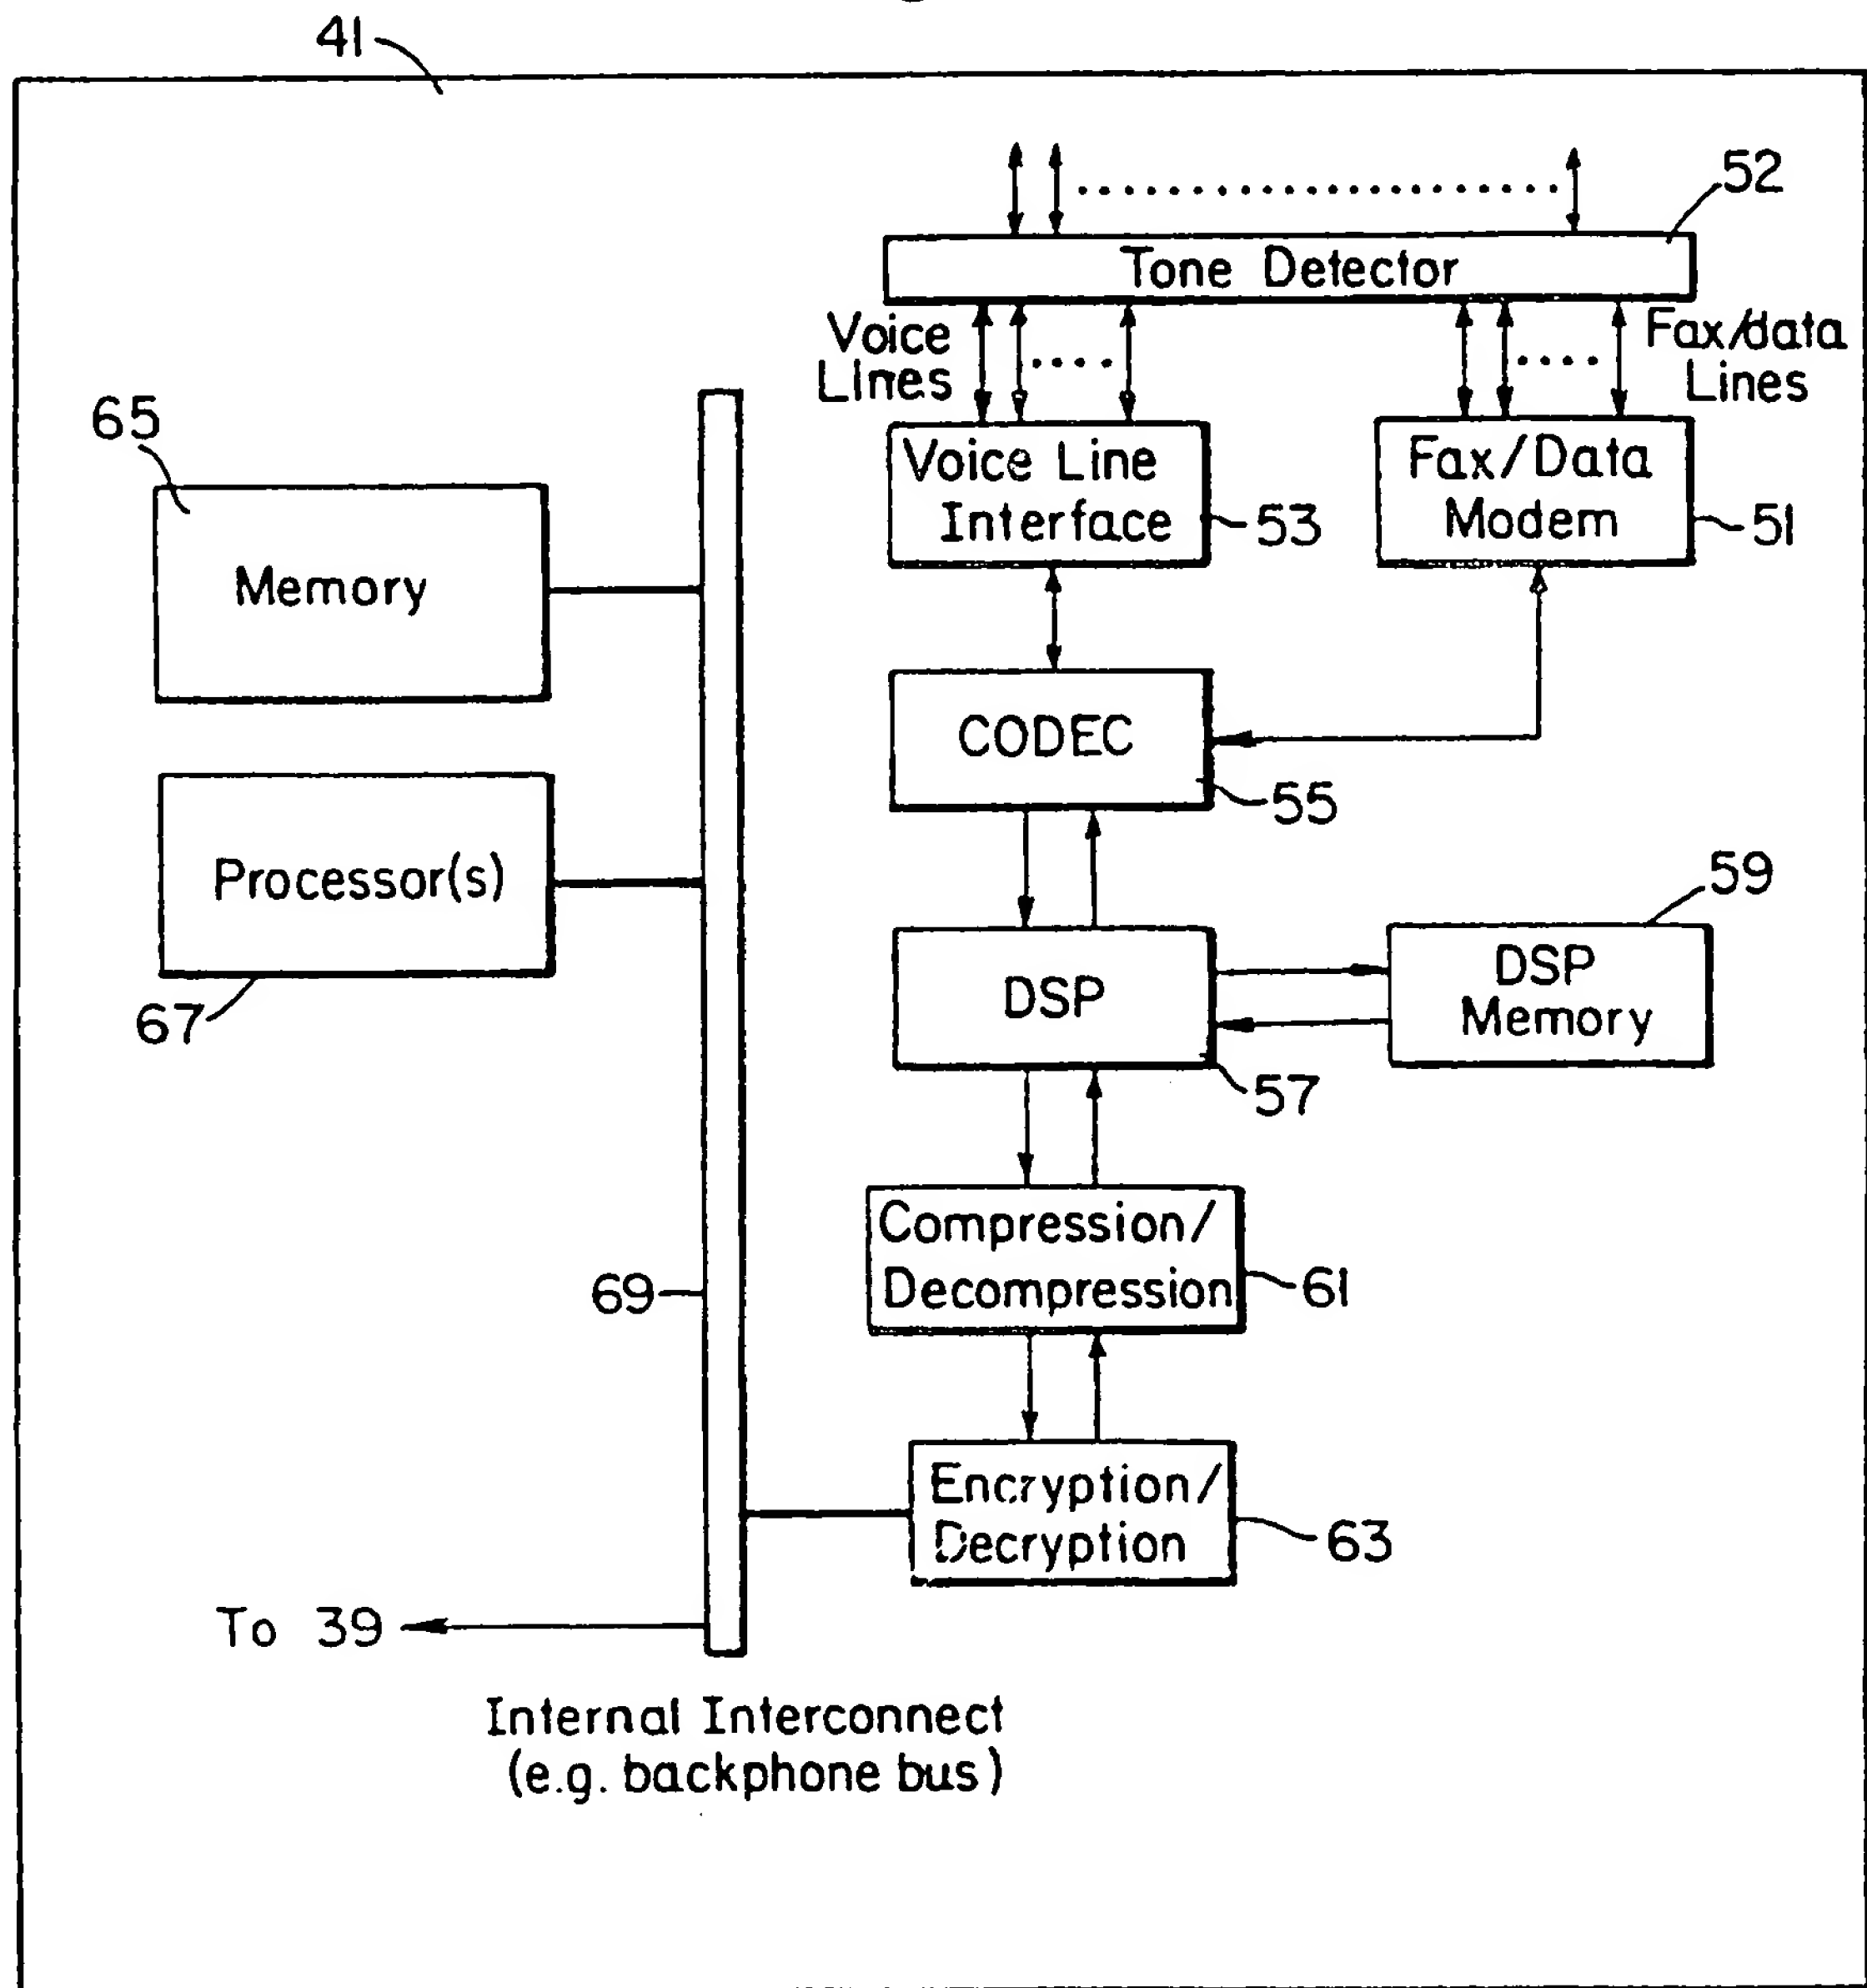 41
52
Tone Detector
Voice
Lines
Fax/data
Lines
65
Voice Line
Interface
53
Fax/Data
Modem
51
Memory
CODEC
55
Processor(s)
67
59
DSP
57
DSP
Memory
Compression/
Decompression
61
69
Encryption/
Decryption
63
To 39
Internal Interconnect
(e.g. backphone bus)